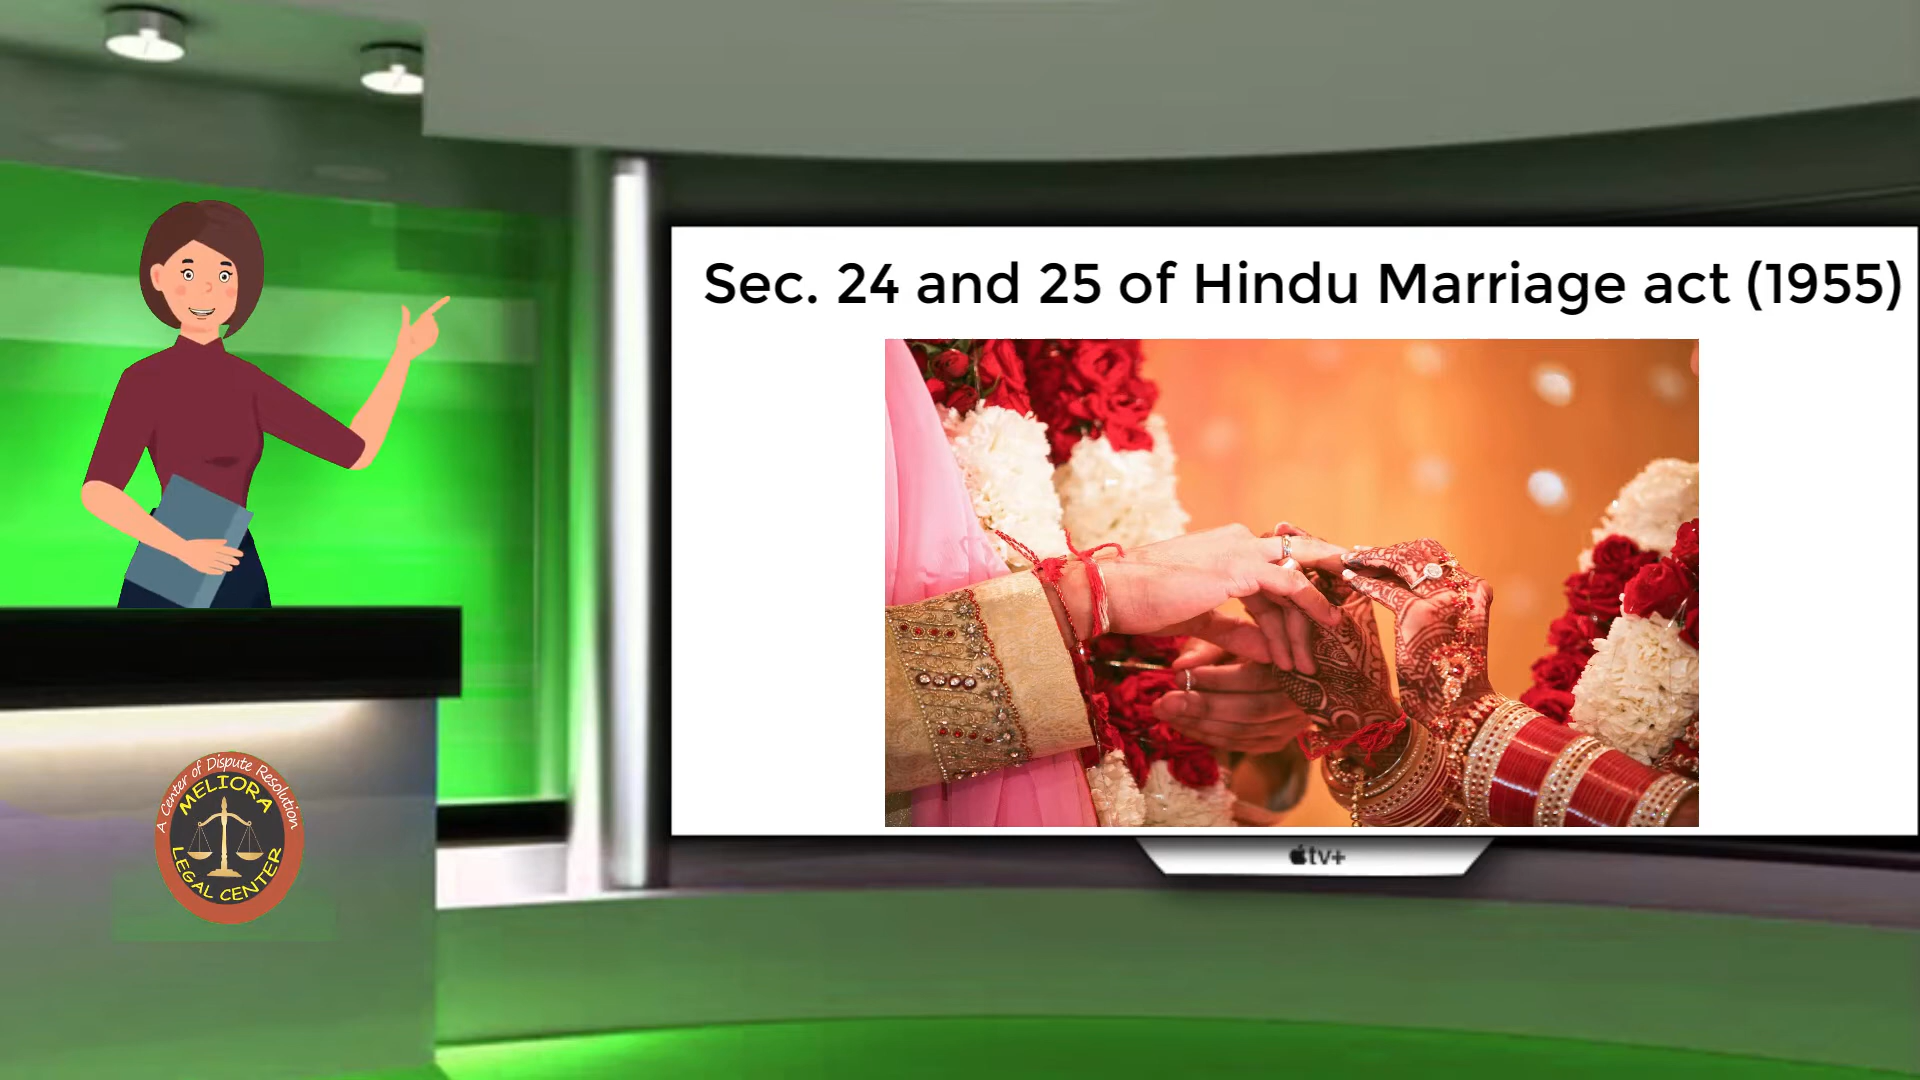 Sec. 24 and 25 of Hindu Marriage act (1955)
tv+
A Center of Dispute Resolution
MELIORA
LEGAL CENTER